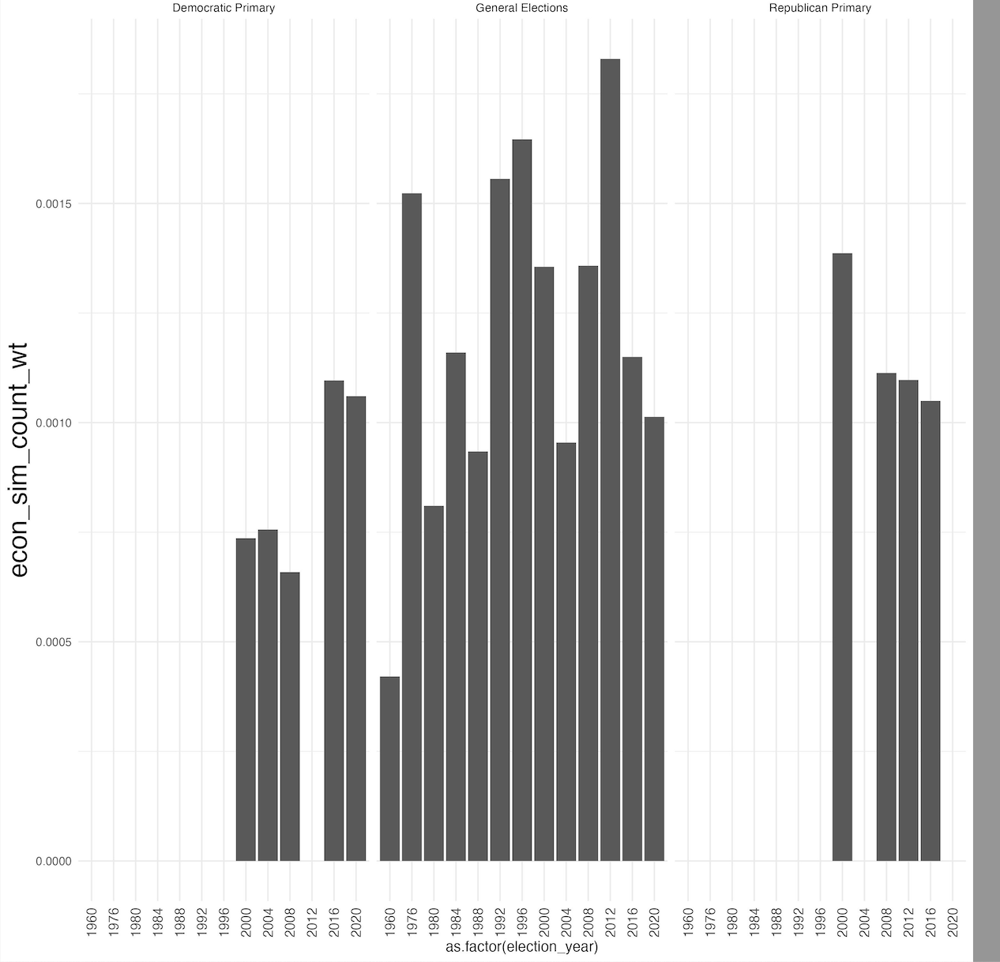 Democratic Primary General Elections Republican Primary
econ_sim_count_wt
0.0015
0.0010
0.0005
0.0000
1960 1976 1980 1984 1988 1992 1996 2000 2004 2008 2012 2016 2020 1960 1976 1980 1984 1988 1992 1996 2000 2004 2008 2012 2016 2020 1960 1976 1980 1984 1988 1992 1996 2000 2004 2008 2012 2016 2020
as.factor(election_year)